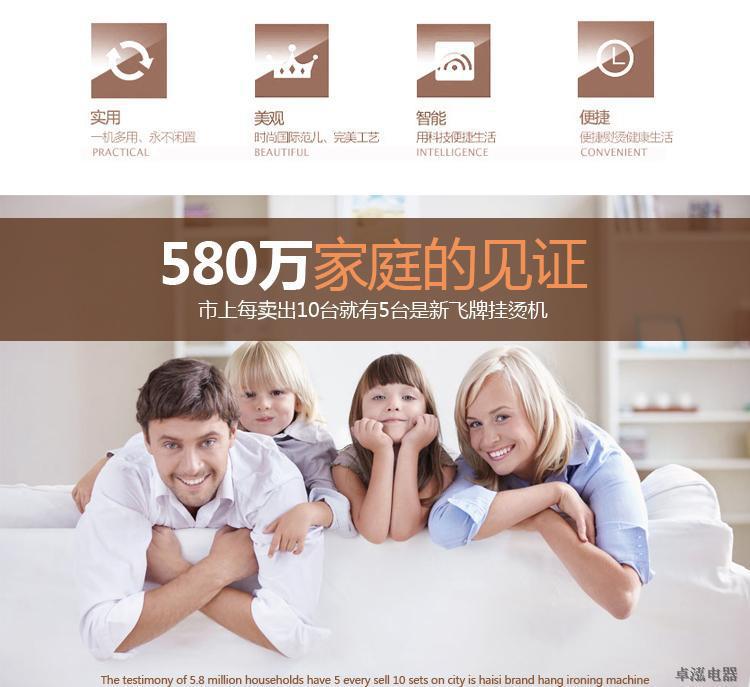 实用 美观 智能 便捷
一机多用、永不闲置 时尚国际范儿、完美工艺 用科技便捷生活 便捷熨烫健康生活
PRACTICAL BEAUTIFUL INTELLIGENCE CONVENIENT
580万家庭的见证
市上每卖出10台就有5台是新飞牌挂烫机
The testimony of 5.8 million households have 5 every sell 10 sets on city is haisi brand hang ironing machine
卓泓电器